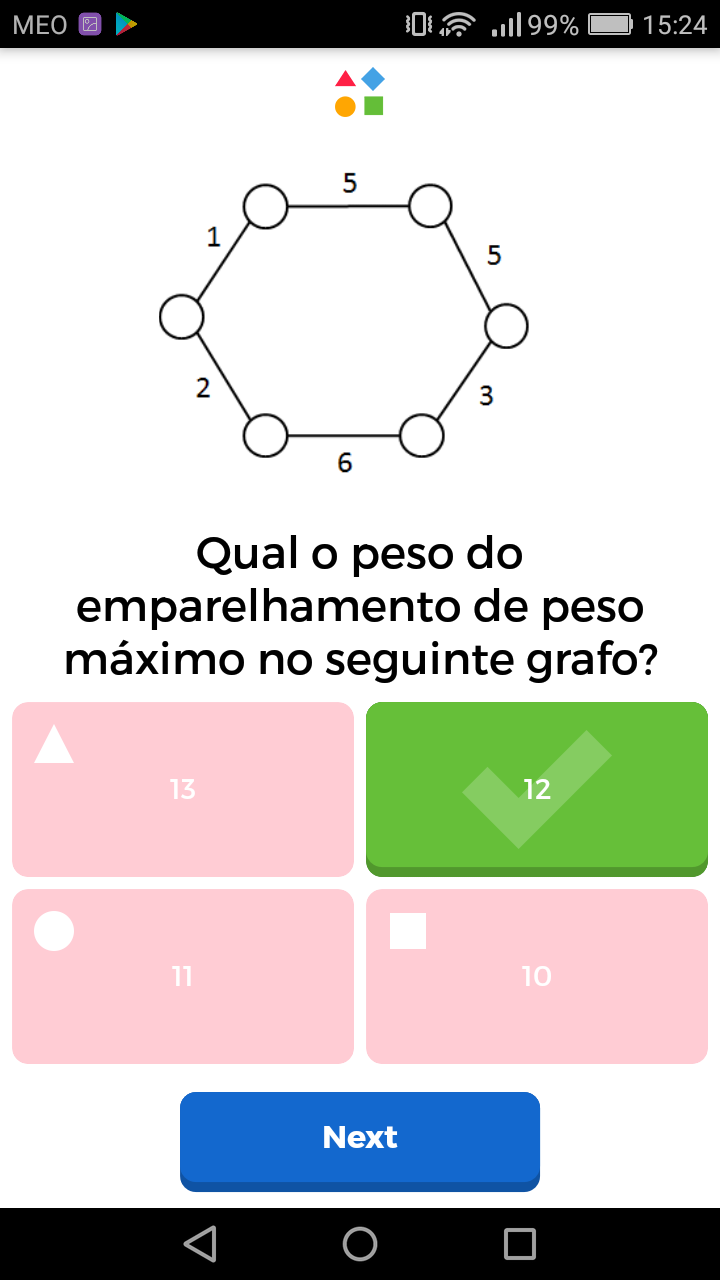 MEO 99% 15:24
5
1
5
2
3
6
Qual o peso do
emparelhamento de peso
máximo no seguinte grafo?
13
12
11
10
Next